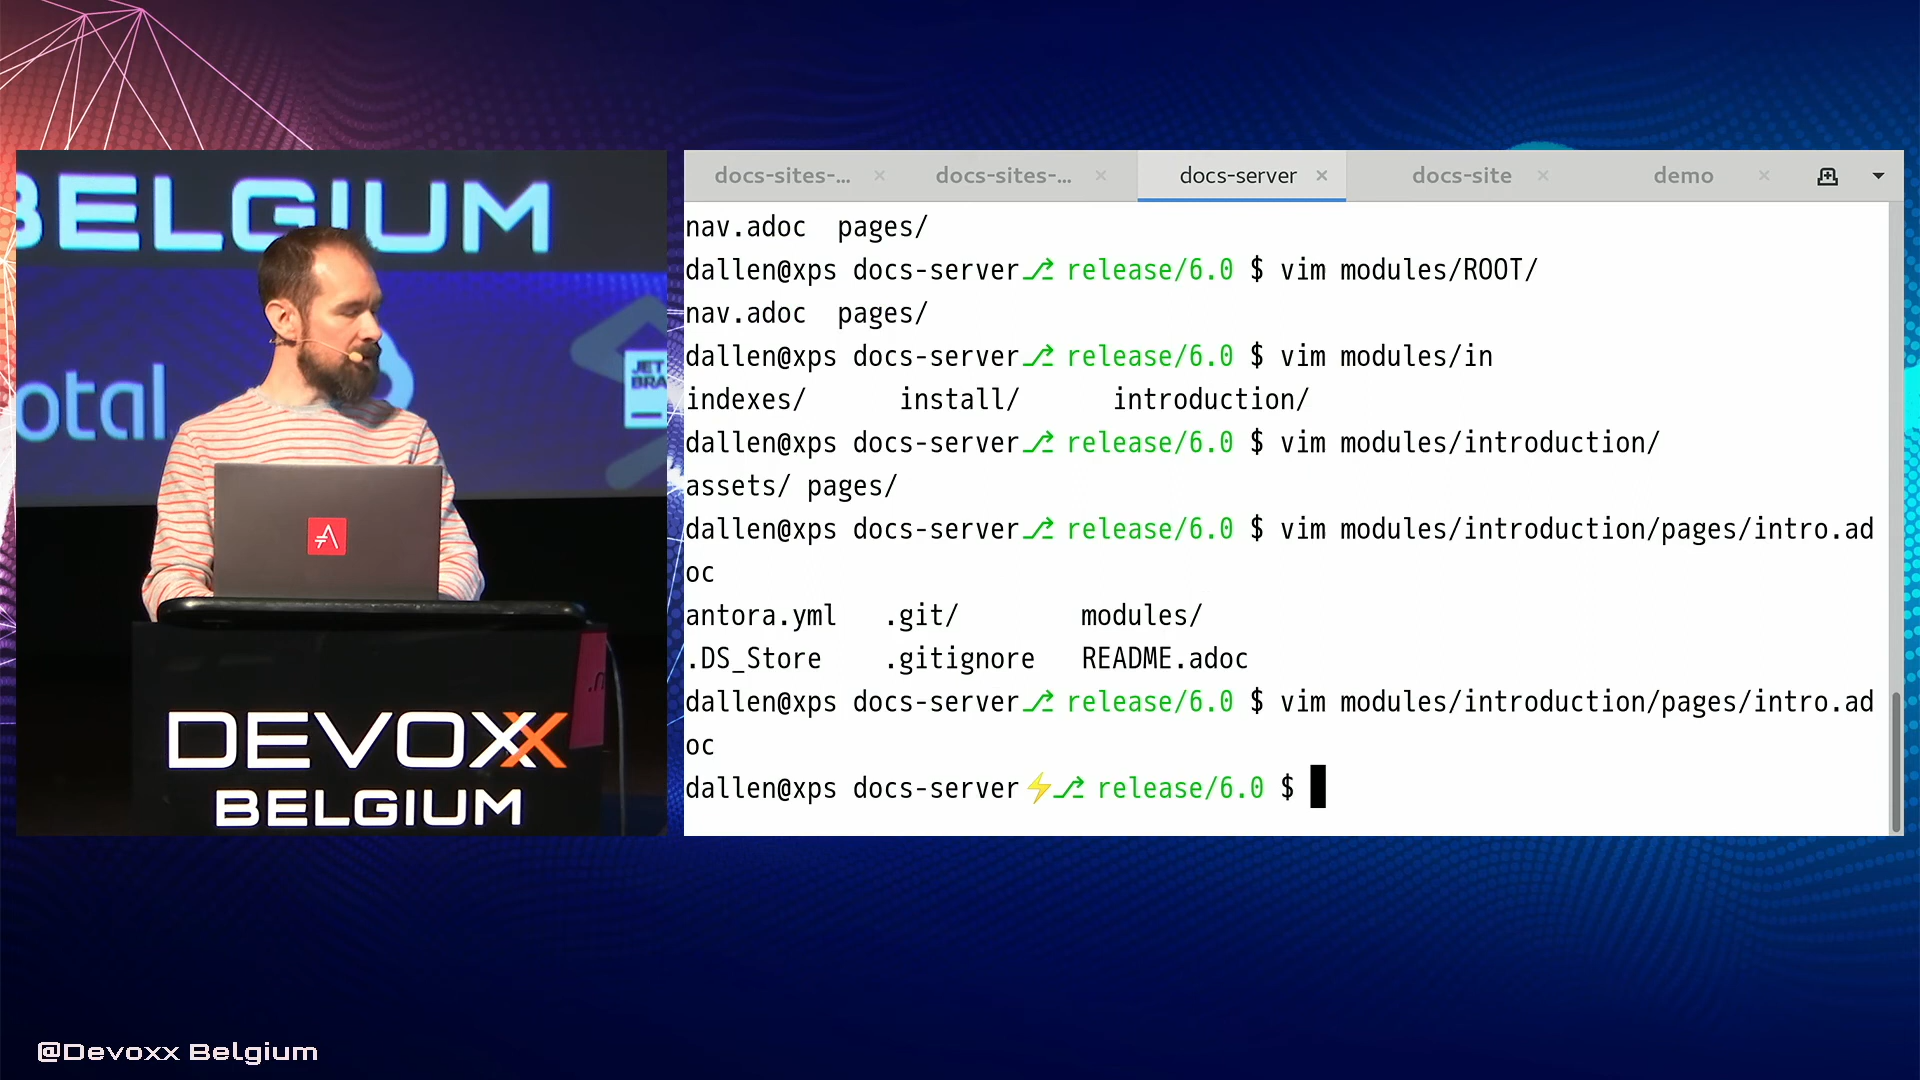 BELGIUM
otal
JET
BRA
DEVOXX
BELGIUM
@Devoxx Belgium
docs-sites-... × docs-sites-... × docs-server × docs-site × demo ×
nav.adoc pages/
dallen@xps docs-server⎇ release/6.0 $ vim modules/ROOT/
nav.adoc pages/
dallen@xps docs-server⎇ release/6.0 $ vim modules/in
indexes/ install/ introduction/
dallen@xps docs-server⎇ release/6.0 $ vim modules/introduction/
assets/ pages/
dallen@xps docs-server⎇ release/6.0 $ vim modules/introduction/pages/intro.ad
oc
antora.yml .git/ modules/
.DS_Store .gitignore README.adoc
dallen@xps docs-server⎇ release/6.0 $ vim modules/introduction/pages/intro.ad
oc
dallen@xps docs-server⚡⎇ release/6.0 $